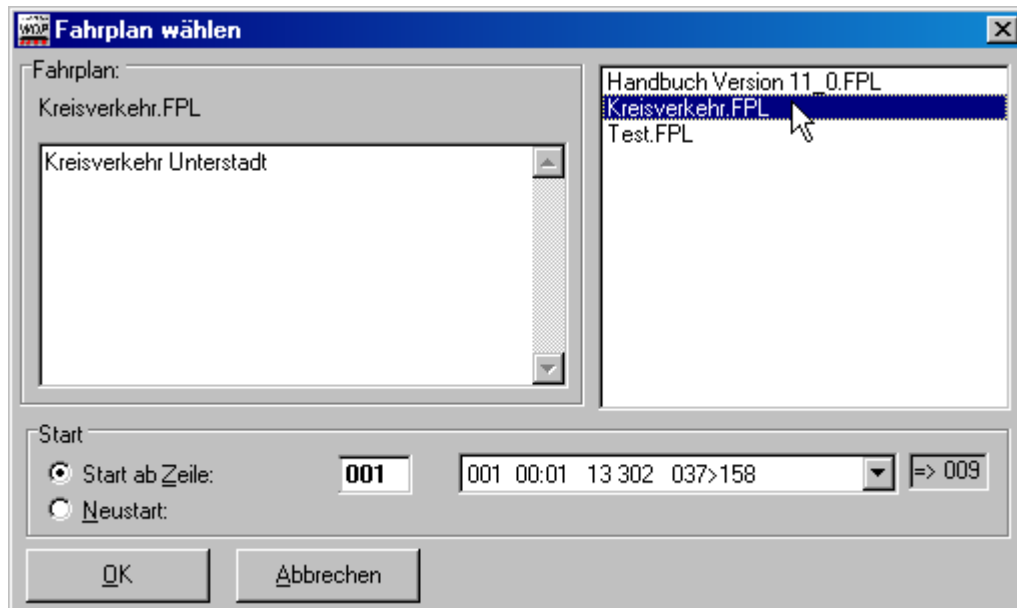 WDP Fahrplan wählen
Fahrplan:
Kreisverkehr.FPL
Kreisverkehr Unterstadt
Handbuch Version 11_0.FPL
Kreisverkehr.FPL
Test.FPL
Start
Start ab Zeile: 001 001 00:01 13 302 037>158 => 009
Neustart:
OK Abbrechen